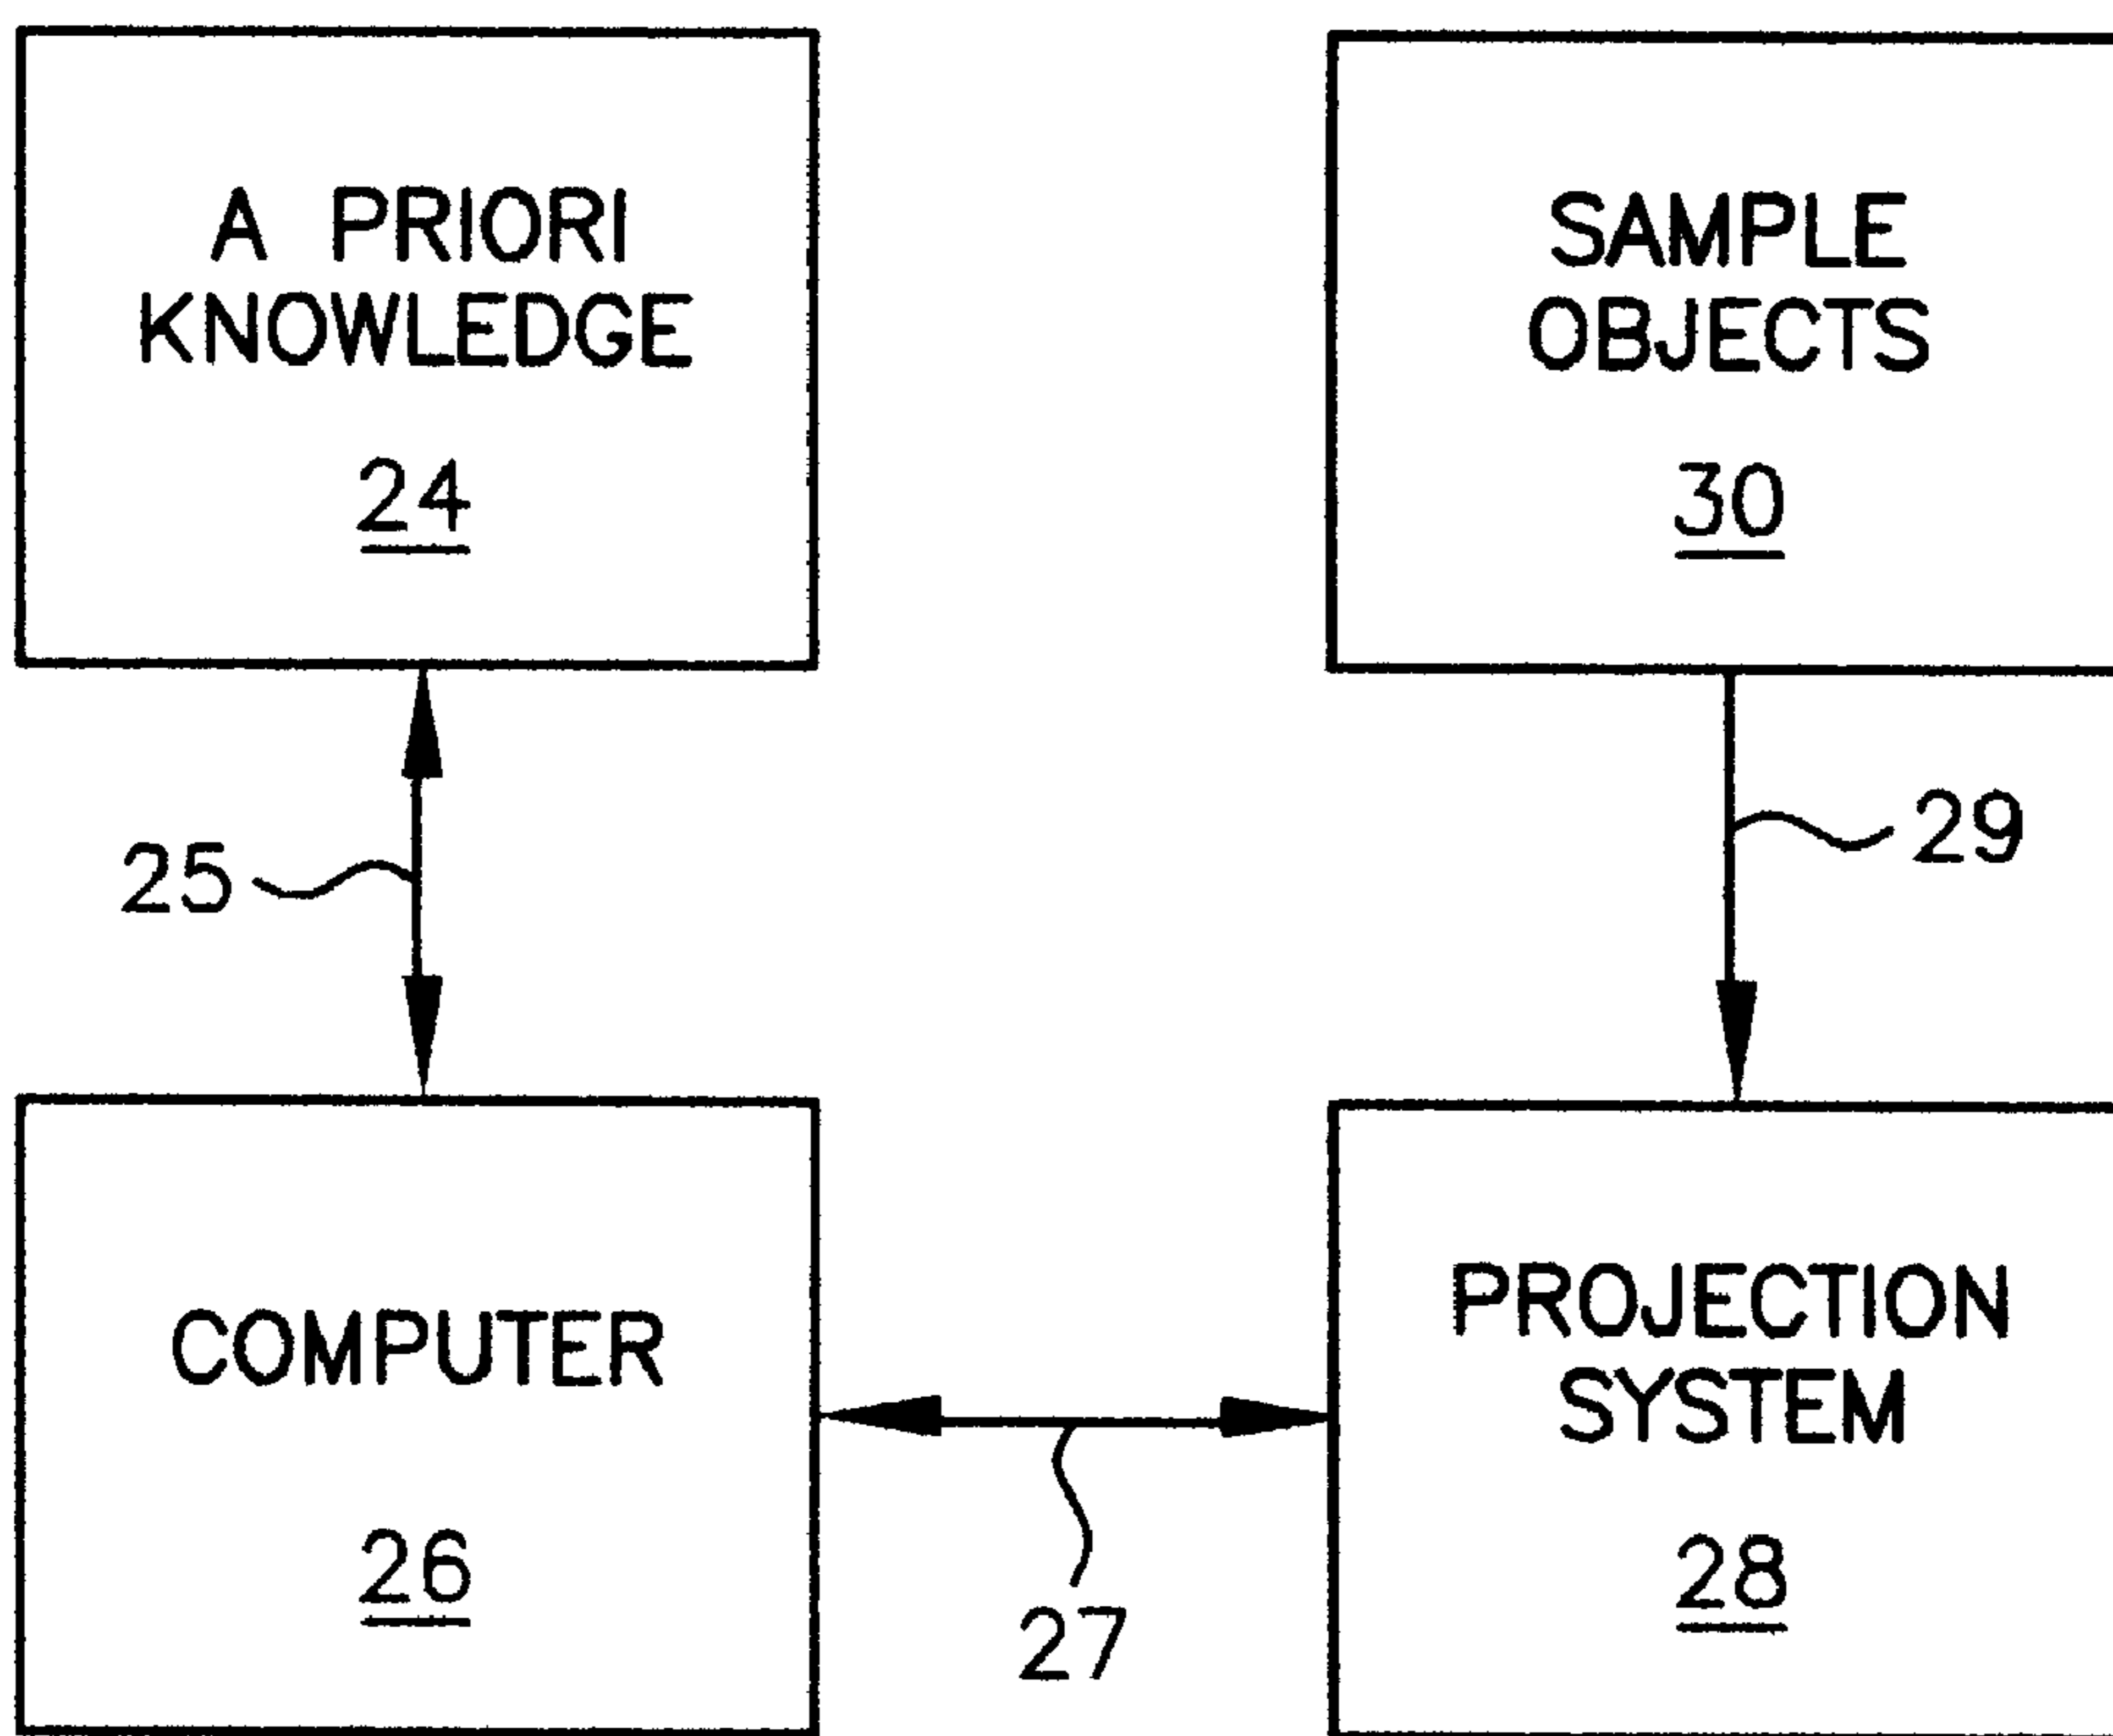 A PRIORI
KNOWLEDGE
24
SAMPLE
OBJECTS
30
25
29
COMPUTER
26
27
PROJECTION
SYSTEM
28